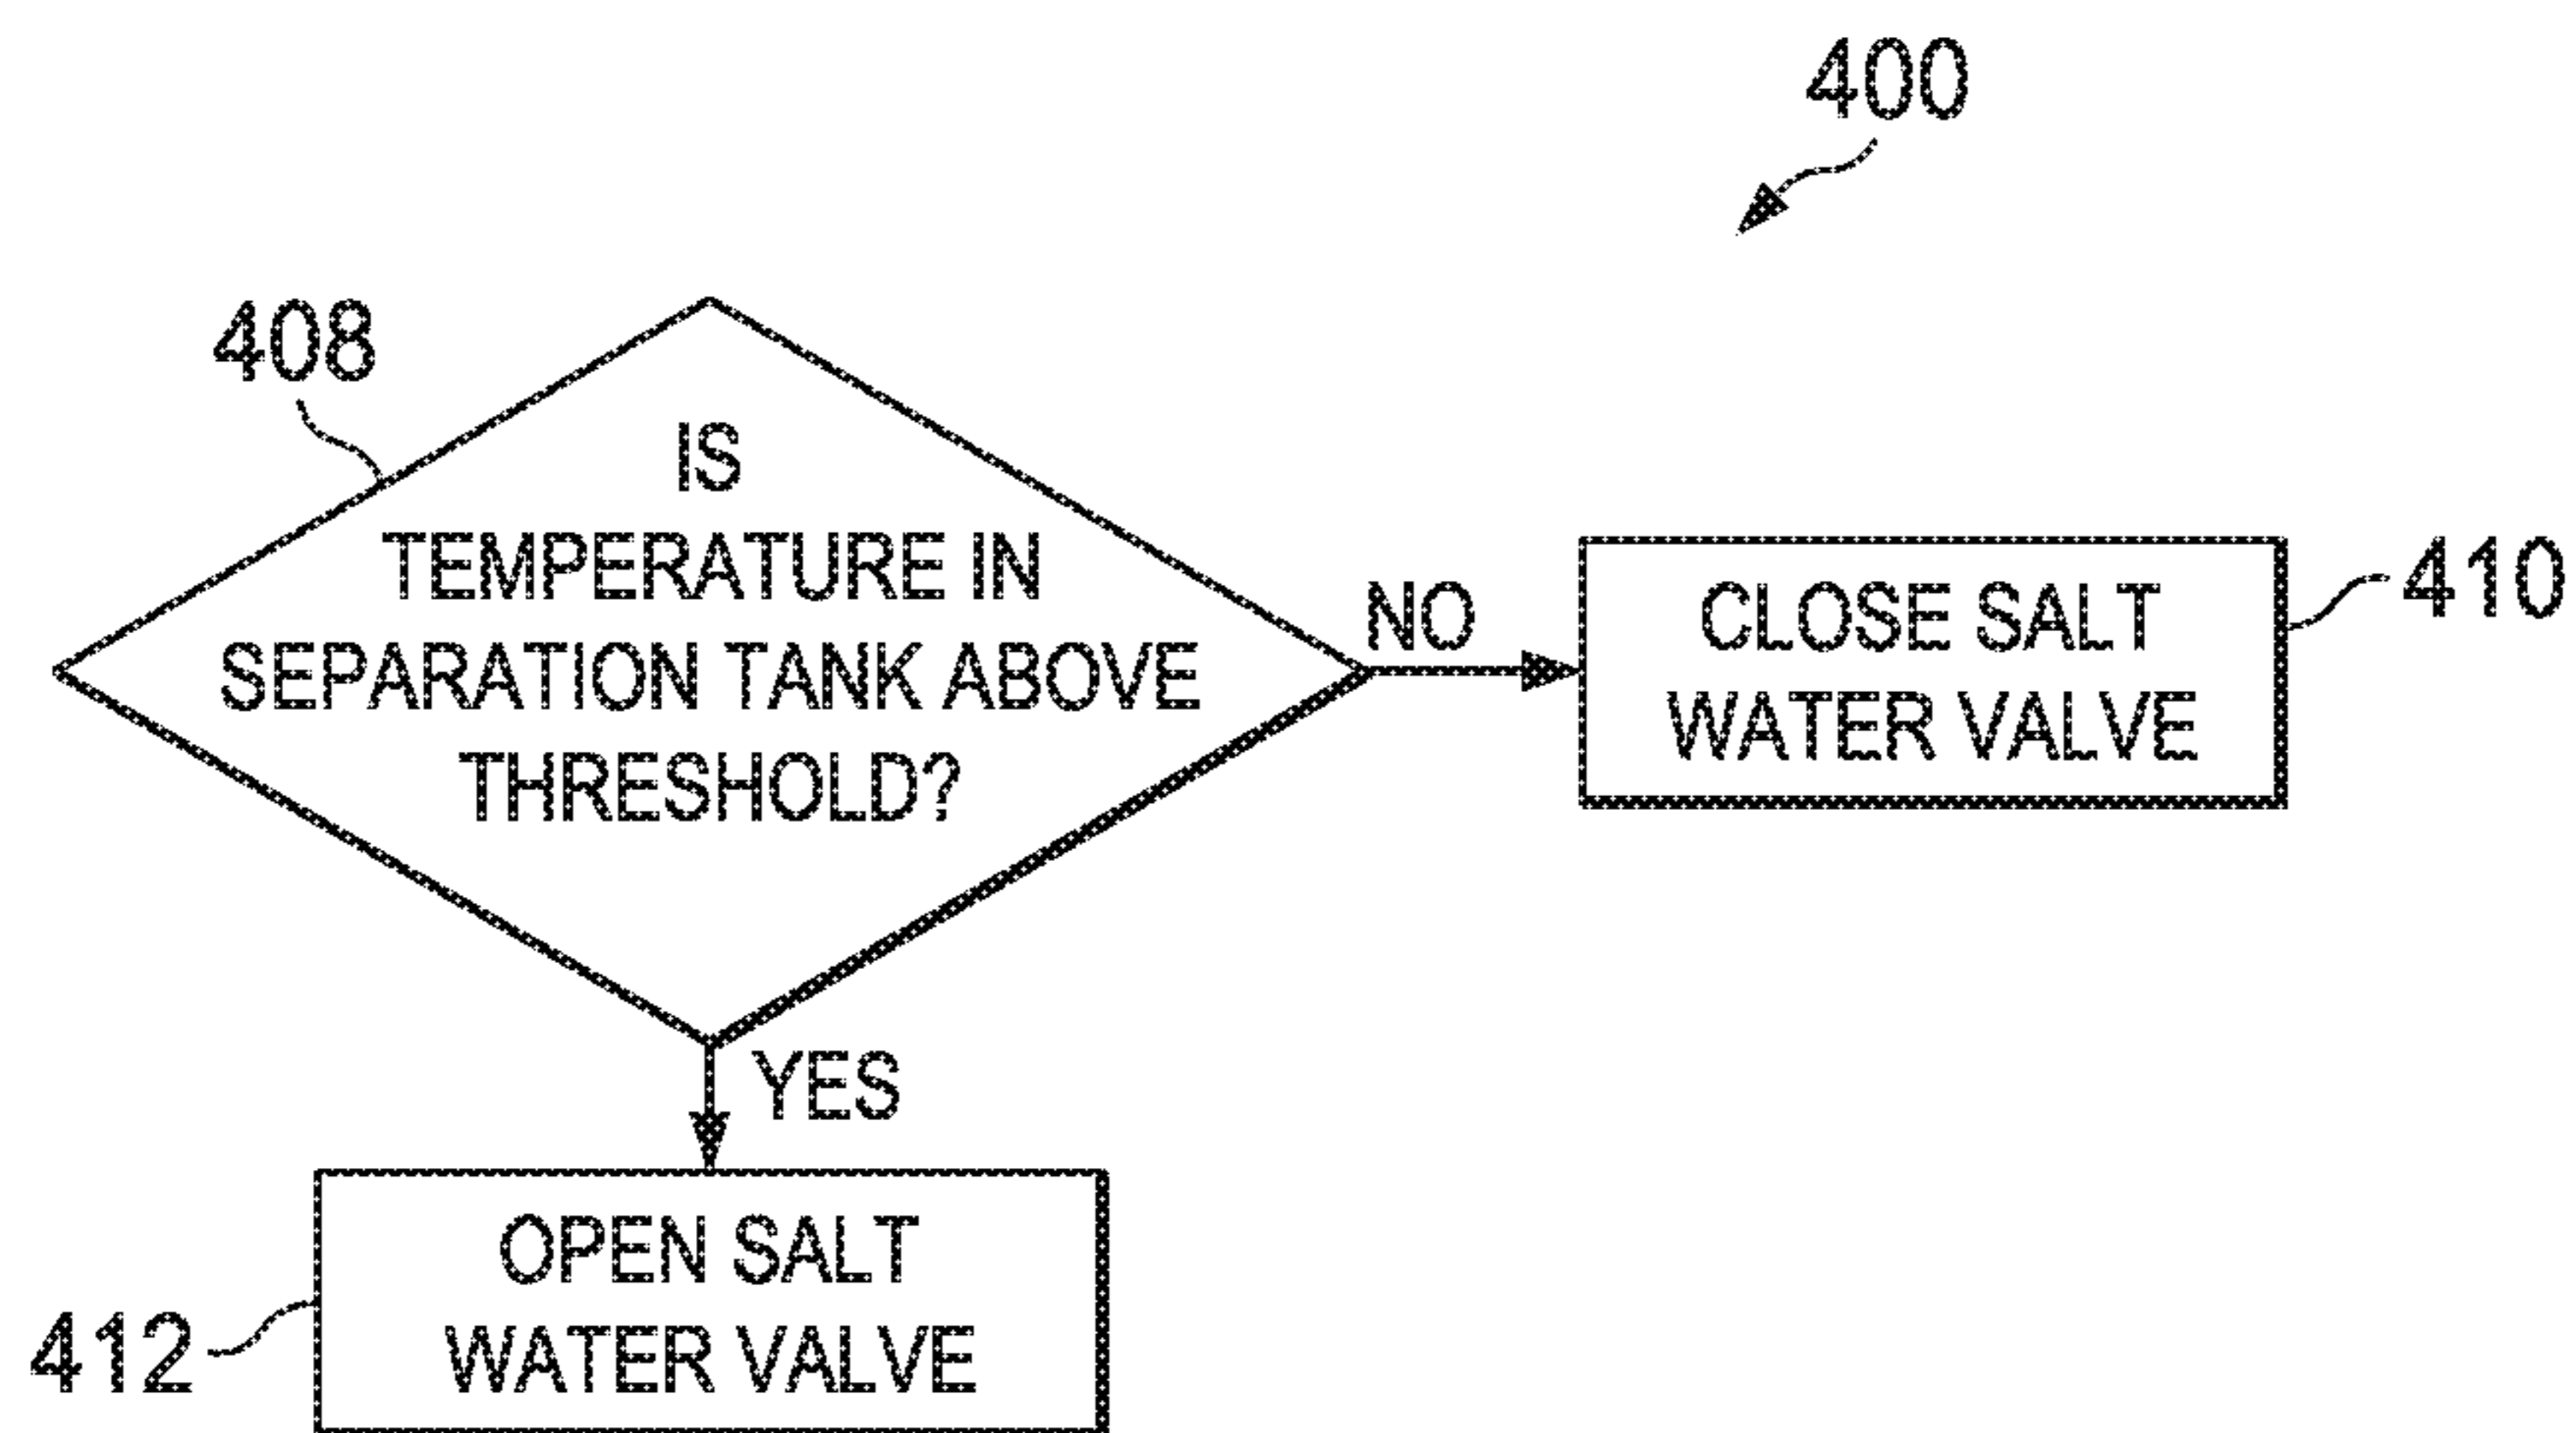 400
408
IS
TEMPERATURE IN
SEPARATION TANK ABOVE
THRESHOLD?
NO
CLOSE SALT
WATER VALVE
410
YES
OPEN SALT
WATER VALVE
412